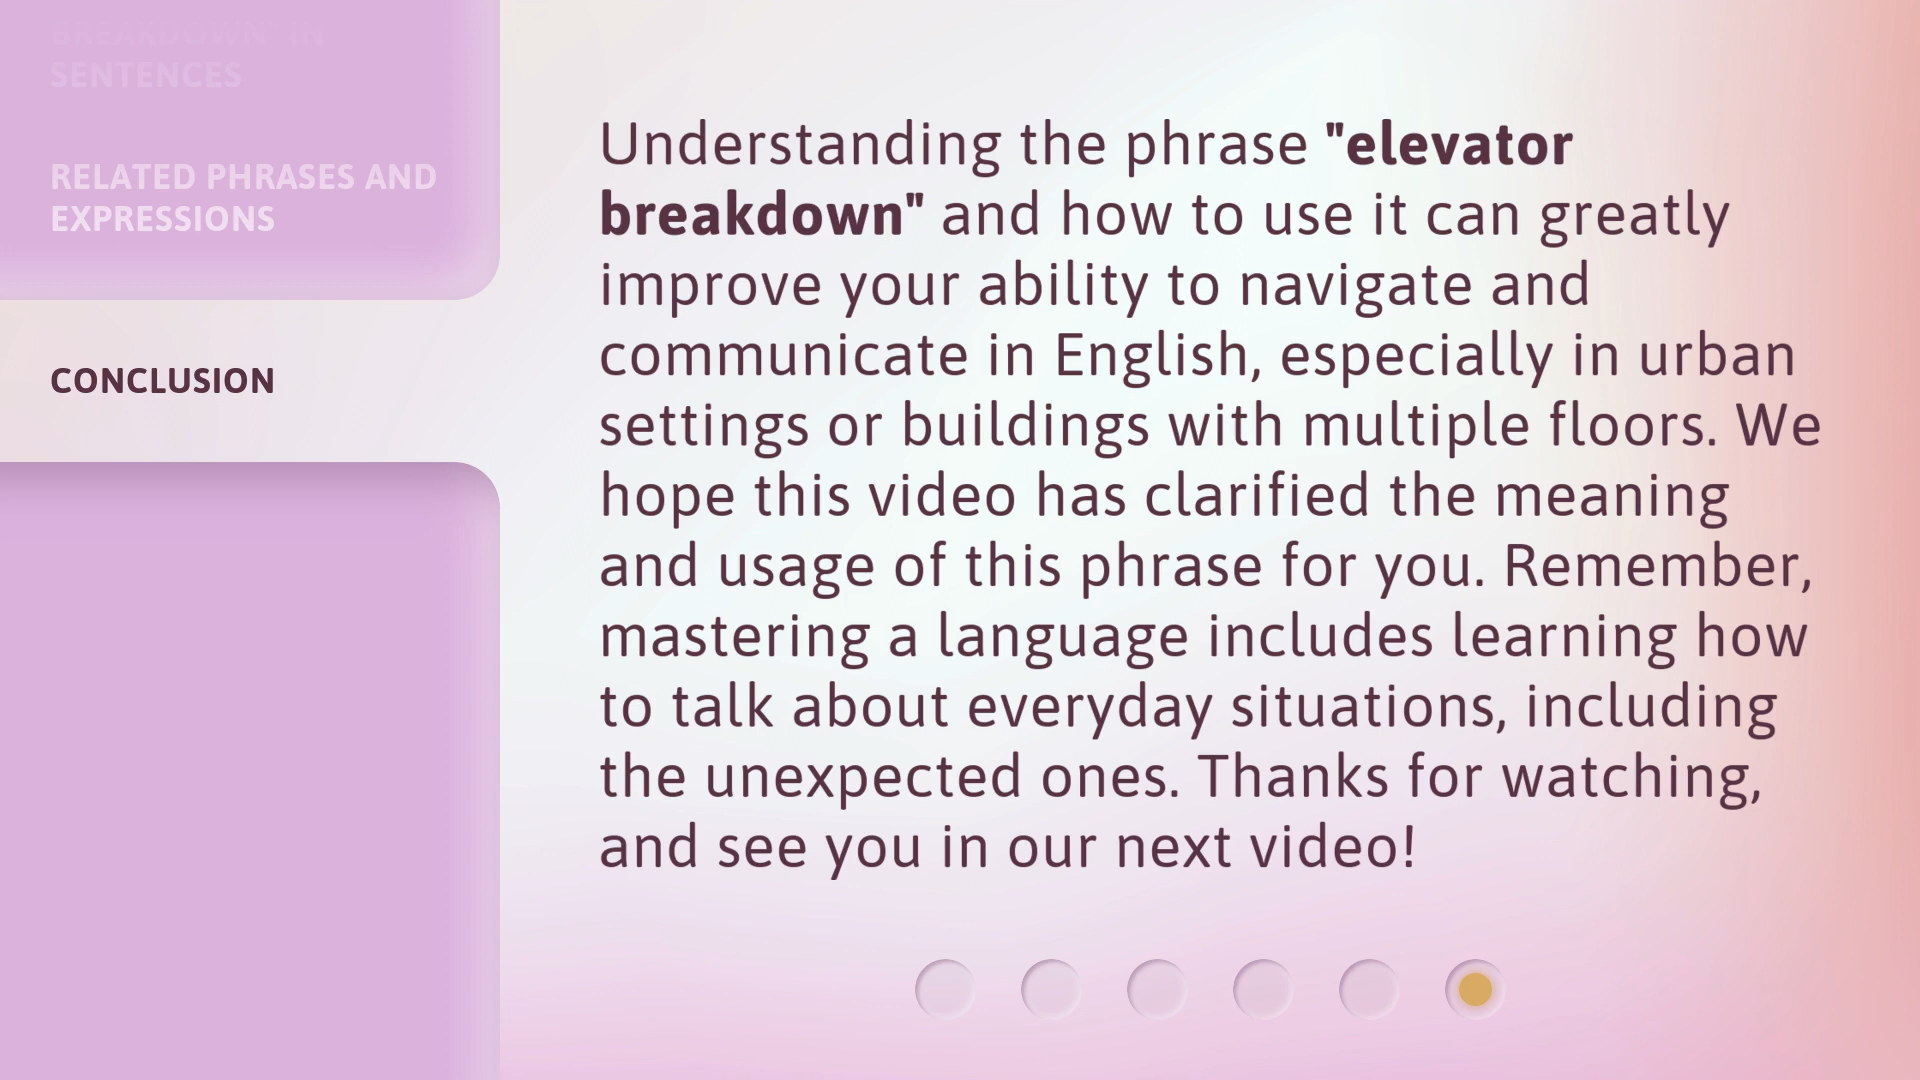 BREAKDOWN' IN
SENTENCES
RELATED PHRASES AND
EXPRESSIONS
CONCLUSION
Understanding the phrase "elevator
breakdown" and how to use it can greatly
improve your ability to navigate and
communicate in English, especially in urban
settings or buildings with multiple floors. We
hope this video has clarified the meaning
and usage of this phrase for you. Remember,
mastering a language includes learning how
to talk about everyday situations, including
the unexpected ones. Thanks for watching,
and see you in our next video!